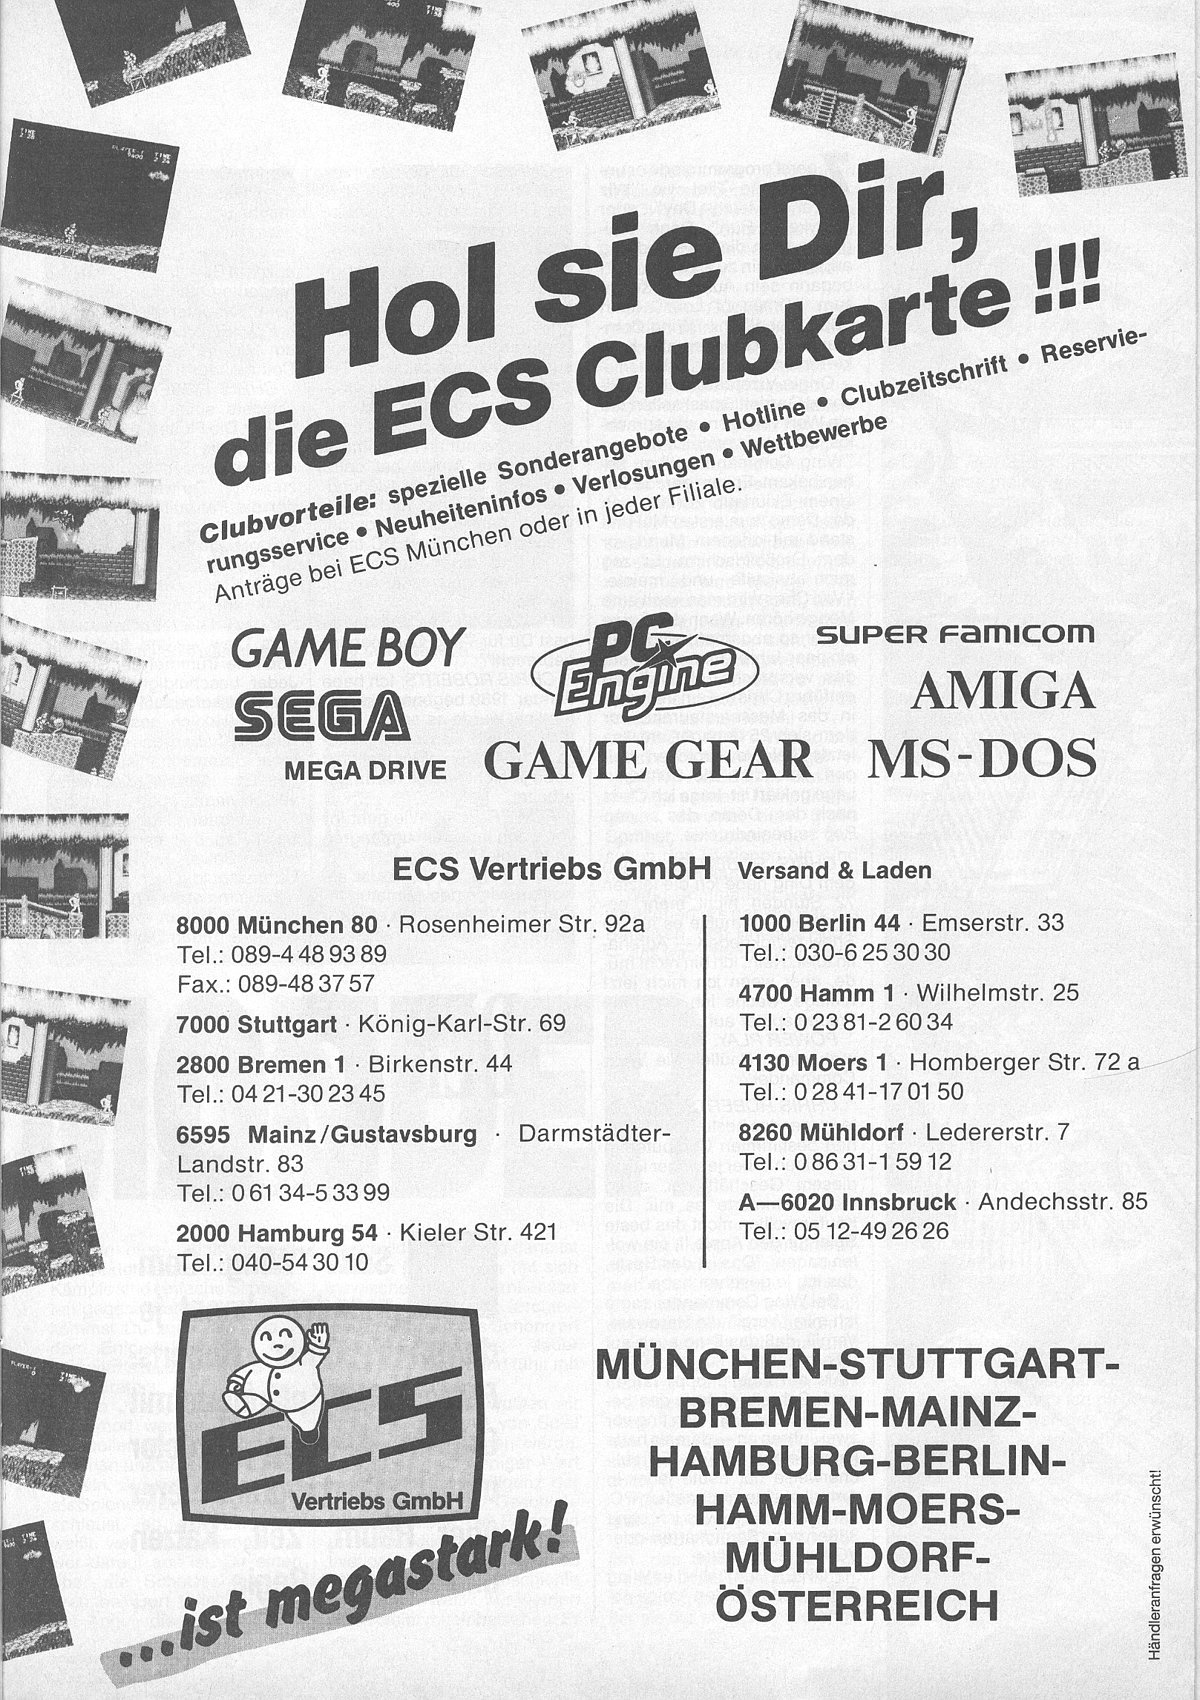 Hol sie Dir,
die ECS Clubkarte !!!
Clubvorteile: spezielle Sonderangebote • Hotline • Clubzeitschrift • Reservie-
rungsservice • Neuheiteninfos • Verlosungen • Wettbewerbe
Anträge bei ECS München oder in jeder Filiale.
GAME BOY
PC Engine
SUPER FAMICOM
SEGA
AMIGA
MEGA DRIVE
GAME GEAR
MS-DOS
ECS Vertriebs GmbH Versand & Laden
8000 München 80 · Rosenheimer Str. 92a
Tel.: 089-4 48 93 89
Fax.: 089-48 37 57
7000 Stuttgart · König-Karl-Str. 69
2800 Bremen 1 · Birkenstr. 44
Tel.: 04 21-30 23 45
6595 Mainz/Gustavsburg · Darmstädter-
Landstr. 83
Tel.: 0 61 34-5 33 99
2000 Hamburg 54 · Kieler Str. 421
Tel.: 040-54 30 10
1000 Berlin 44 · Emserstr. 33
Tel.: 030-6 25 30 30
4700 Hamm 1 · Wilhelmstr. 25
Tel.: 0 23 81-2 60 34
4130 Moers 1 · Homberger Str. 72 a
Tel.: 0 28 41-17 01 50
8260 Mühldorf · Ledererstr. 7
Tel.: 0 86 31-1 59 12
A—6020 Innsbruck · Andechsstr. 85
Tel.: 05 12-49 26 26
ECS
Vertriebs GmbH
...ist megastark!
MÜNCHEN-STUTTGART-
BREMEN-MAINZ-
HAMBURG-BERLIN-
HAMM-MOERS-
MÜHLDORF-
ÖSTERREICH
Händleranfragen erwünscht!